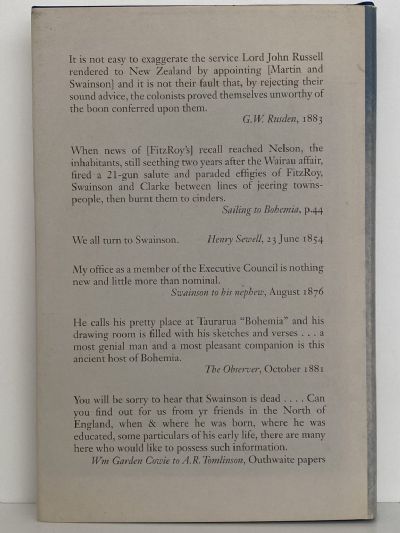 It is not easy to exaggerate the service Lord John Russell
rendered to New Zealand by appointing [Martin and
Swainson] and it is not their fault that, by rejecting their
sound advice, the colonists proved themselves unworthy of
the boon conferred upon them.
G.W. Rusden, 1883
When news of [FitzRoy's] recall reached Nelson, the
inhabitants, still seething two years after the Wairau affair,
fired a 21-gun salute and paraded effigies of FitzRoy,
Swainson and Clarke between lines of jeering towns-
people, then burnt them to cinders.
Sailing to Bohemia, p.44
We all turn to Swainson. Henry Sewell, 23 June 1854
My office as a member of the Executive Council is nothing
new and little more than nominal.
Swainson to his nephew, August 1876
He calls his pretty place at Taurarua "Bohemia" and his
drawing room is filled with his sketches and verses . . . a
most genial man and a most pleasant companion is this
ancient host of Bohemia.
The Observer, October 1881
You will be sorry to hear that Swainson is dead . . . . Can
you find out for us from yr friends in the North of
England, when & where he was born, where he was
educated, some particulars of his early life, there are many
here who would like to possess such information.
Wm Garden Cowie to A.R. Tomlinson, Outhwaite papers